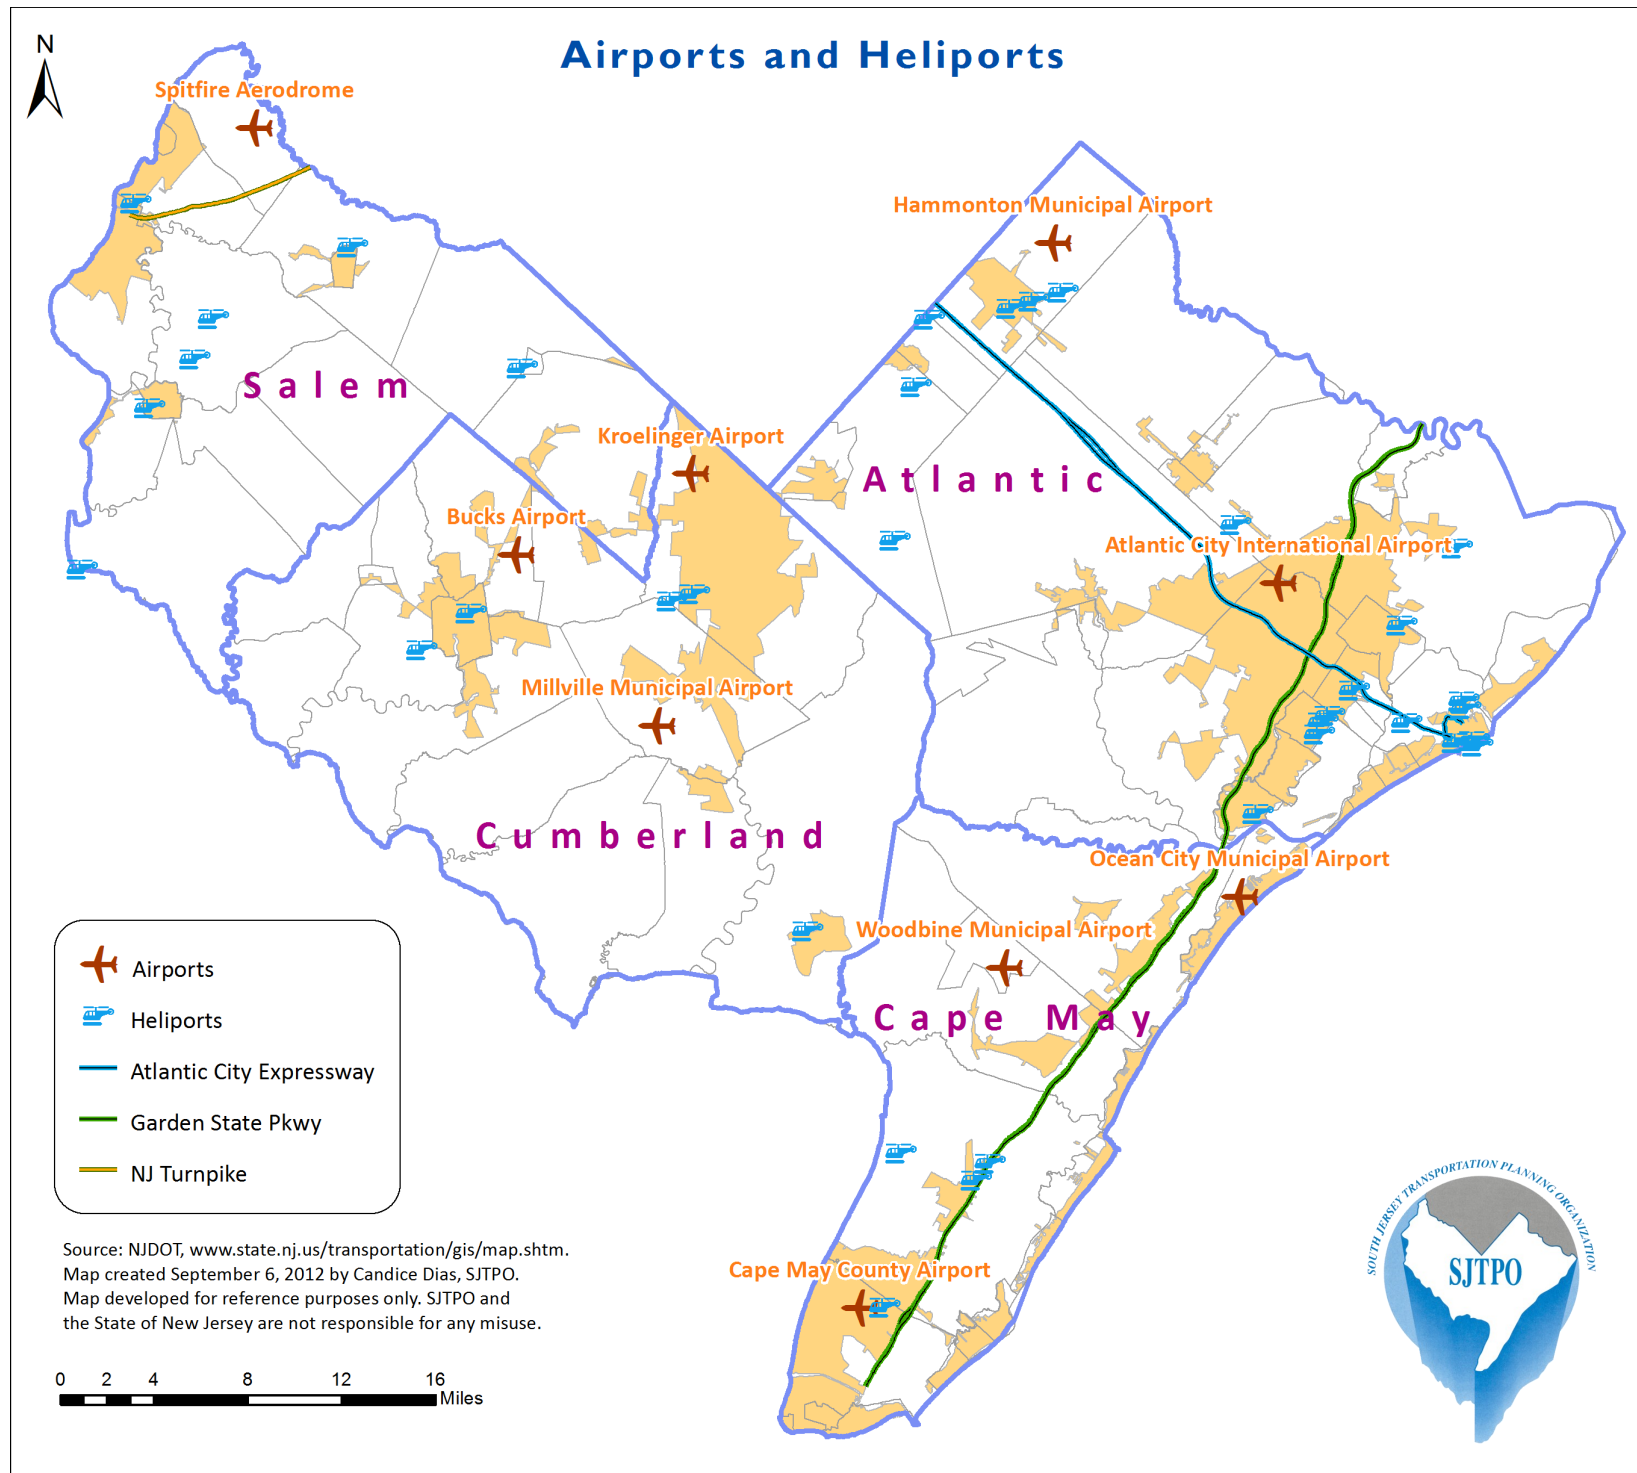 Airports and Heliports
N
Spitfire Aerodrome
Hammonton Municipal Airport
Salem
Kroelinger Airport
Atlantic
Bucks Airport
Atlantic City International Airport
Millville Municipal Airport
Cumberland
Ocean City Municipal Airport
Woodbine Municipal Airport
Cape May
Cape May County Airport
Airports
Heliports
Atlantic City Expressway
Garden State Pkwy
NJ Turnpike
Source: NJDOT, www.state.nj.us/transportation/gis/map.shtm.
Map created September 6, 2012 by Candice Dias, SJTPO.
Map developed for reference purposes only. SJTPO and
the State of New Jersey are not responsible for any misuse.
0 2 4 8 12 16
Miles
SOUTH JERSEY TRANSPORTATION PLANNING ORGANIZATION
SJTPO